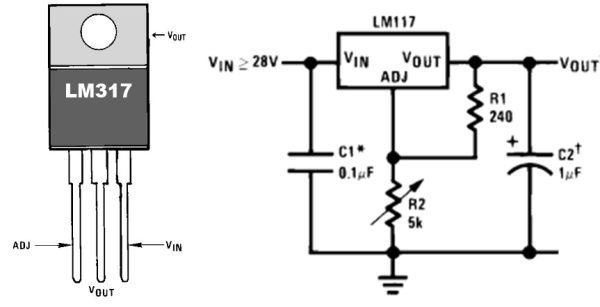 VOUT
LM317
ADJ
VIN
VOUT
LM117
VIN ≥ 28V
VIN
VOUT
ADJ
VOUT
R1
240
C1*
0.1μF
R2
5k
+
C2†
1μF